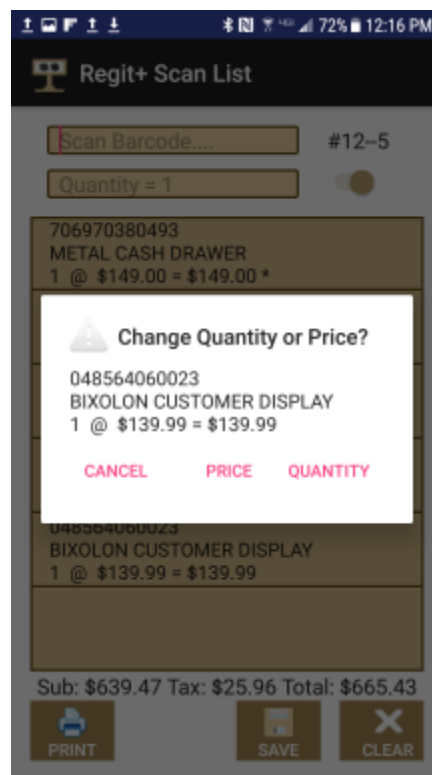 72% 12:16 PM
Regit+ Scan List
Scan Barcode.... #12--5
Quantity = 1
706970380493
METAL CASH DRAWER
1 @ $149.00 = $149.00 *
Change Quantity or Price?
048564060023
BIXOLON CUSTOMER DISPLAY
1 @ $139.99 = $139.99
CANCEL PRICE QUANTITY
048564060023
BIXOLON CUSTOMER DISPLAY
1 @ $139.99 = $139.99
Sub: $639.47 Tax: $25.96 Total: $665.43
PRINT SAVE CLEAR